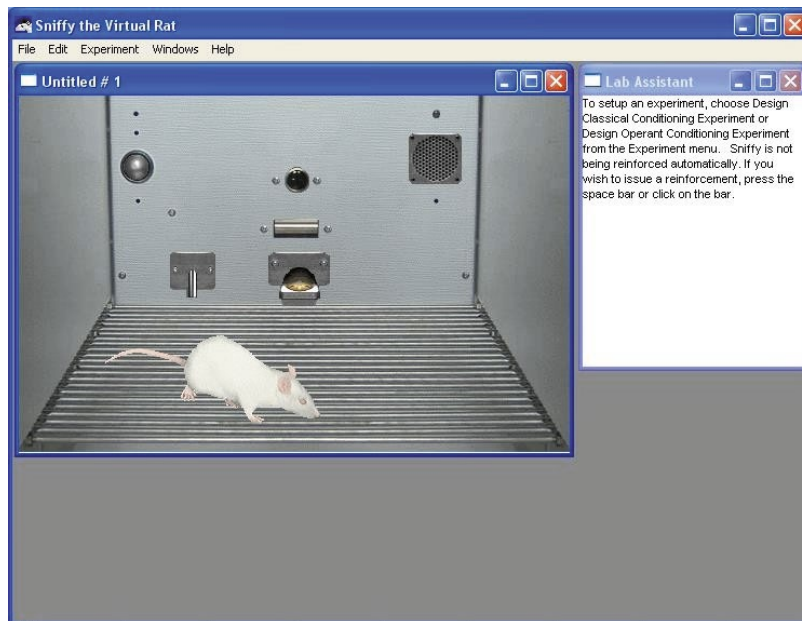 Sniffy the Virtual Rat
File Edit Experiment Windows Help
Untitled # 1
Lab Assistant
To setup an experiment, choose Design
Classical Conditioning Experiment or
Design Operant Conditioning Experiment
from the Experiment menu. Sniffy is not
being reinforced automatically. If you
wish to issue a reinforcement, press the
space bar or click on the bar.